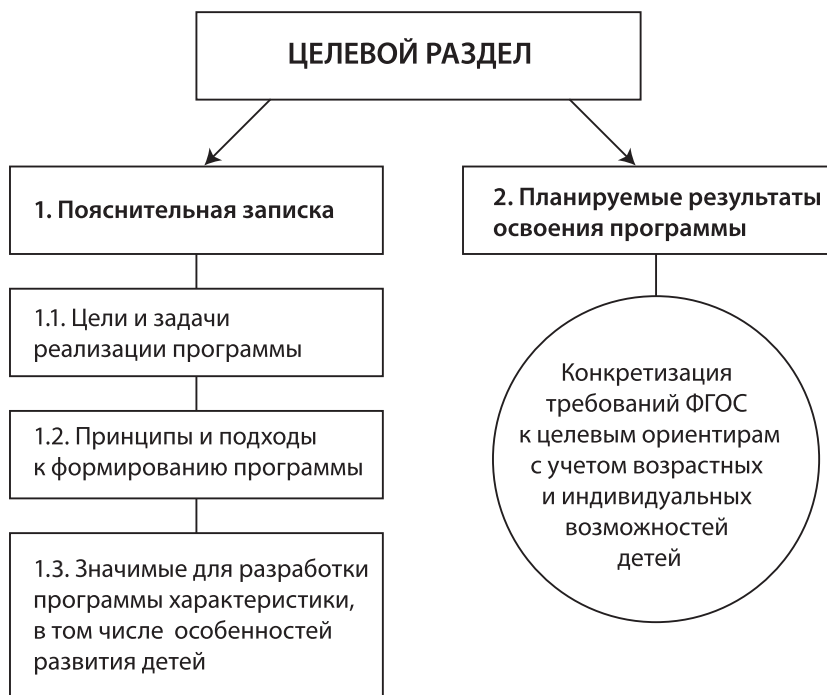 ЦЕЛЕВОЙ РАЗДЕЛ
1. Пояснительная записка
1.1. Цели и задачи
реализации программы
1.2. Принципы и подходы
к формированию программы
1.3. Значимые для разработки
программы характеристики,
в том числе особенностей
развития детей
2. Планируемые результаты
освоения программы
Конкретизация
требований ФГОС
к целевым ориентирам
с учетом возрастных
и индивидуальных
возможностей
детей